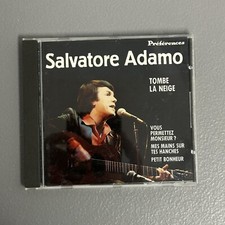 Préférences
Salvatore Adamo
TOMBE
LA NEIGE
VOUS
PERMETTEZ
MONSIEUR ?
MES MAINS SUR
TES HANCHES
PETIT BONHEUR